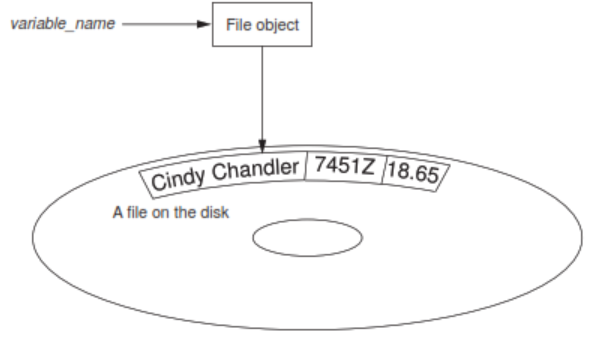 variable_name
File object
Cindy Chandler 7451Z 18.65
A file on the disk